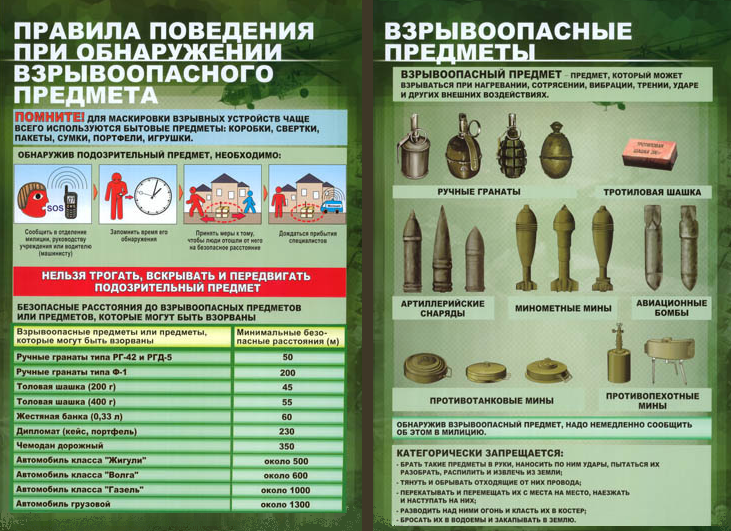 ПРАВИЛА ПОВЕДЕНИЯ
ПРИ ОБНАРУЖЕНИИ
ВЗРЫВООПАСНОГО
ПРЕДМЕТА
ПОМНИТЕ! ДЛЯ МАСКИРОВКИ ВЗРЫВНЫХ УСТРОЙСТВ ЧАЩЕ
ВСЕГО ИСПОЛЬЗУЮТСЯ БЫТОВЫЕ ПРЕДМЕТЫ: КОРОБКИ, СВЕРТКИ,
ПАКЕТЫ, СУМКИ, ПОРТФЕЛИ, ИГРУШКИ.
ОБНАРУЖИВ ПОДОЗРИТЕЛЬНЫЙ ПРЕДМЕТ, НЕОБХОДИМО:
SOS
Сообщить в отделение
милиции, руководству
учреждения или водителю
(машинисту)
Запомнить время его
обнаружения
Принять меры к тому,
чтобы люди отошли от него
на безопасное расстояние
Дождаться прибытия
специалистов
НЕЛЬЗЯ ТРОГАТЬ, ВСКРЫВАТЬ И ПЕРЕДВИГАТЬ
ПОДОЗРИТЕЛЬНЫЙ ПРЕДМЕТ
БЕЗОПАСНЫЕ РАССТОЯНИЯ ДО ВЗРЫВООПАСНЫХ ПРЕДМЕТОВ
ИЛИ ПРЕДМЕТОВ, КОТОРЫЕ МОГУТ БЫТЬ ВЗОРВАНЫ
Взрывоопасные предметы или предметы,
которые могут быть взорваны
Минимальные безо-
пасные расстояния (м)
Ручные гранаты типа РГ-42 и РГД-5 50
Ручные гранаты типа Ф-1 200
Толовая шашка (200 г) 45
Толовая шашка (400 г) 55
Жестяная банка (0,33 л) 60
Дипломат (кейс, портфель) 230
Чемодан дорожный 350
Автомобиль класса "Жигули" около 500
Автомобиль класса "Волга" около 600
Автомобиль класса "Газель" около 1000
Автомобиль грузовой около 1300
ВЗРЫВООПАСНЫЕ
ПРЕДМЕТЫ
ВЗРЫВООПАСНЫЙ ПРЕДМЕТ – ПРЕДМЕТ, КОТОРЫЙ МОЖЕТ
ВЗРЫВАТЬСЯ ПРИ НАГРЕВАНИИ, СОТРЯСЕНИИ, ВИБРАЦИИ, ТРЕНИИ, УДАРЕ
И ДРУГИХ ВНЕШНИХ ВОЗДЕЙСТВИЯХ.
РУЧНЫЕ ГРАНАТЫ
ТРОТИЛОВАЯ ШАШКА
АРТИЛЛЕРИЙСКИЕ
СНАРЯДЫ
МИНОМЕТНЫЕ МИНЫ
АВИАЦИОННЫЕ
БОМБЫ
ПРОТИВОТАНКОВЫЕ МИНЫ
ПРОТИВОПЕХОТНЫЕ
МИНЫ
ОБНАРУЖИВ ВЗРЫВООПАСНЫЙ ПРЕДМЕТ, НАДО НЕМЕДЛЕННО СООБЩИТЬ
ОБ ЭТОМ В МИЛИЦИЮ.
КАТЕГОРИЧЕСКИ ЗАПРЕЩАЕТСЯ:
- БРАТЬ ТАКИЕ ПРЕДМЕТЫ В РУКИ, НАНОСИТЬ ПО НИМ УДАРЫ, ПЫТАТЬСЯ ИХ
РАЗОБРАТЬ, РАСПИЛИТЬ И ИЗВЛЕЧЬ ИЗ ЗЕМЛИ;
- ТЯНУТЬ И ОБРЫВАТЬ ОТХОДЯЩИЕ ОТ НИХ ПРОВОДА;
- ПЕРЕКАТЫВАТЬ И ПЕРЕМЕЩАТЬ ИХ С МЕСТА НА МЕСТО, НАЕЗЖАТЬ
И НАСТУПАТЬ НА НИХ;
- РАЗВОДИТЬ НАД НИМИ ОГОНЬ И КЛАСТЬ ИХ В КОСТЕР;
- БРОСАТЬ ИХ В ВОДОЕМЫ И ЗАКАПЫВАТЬ В ЗЕМЛЮ.